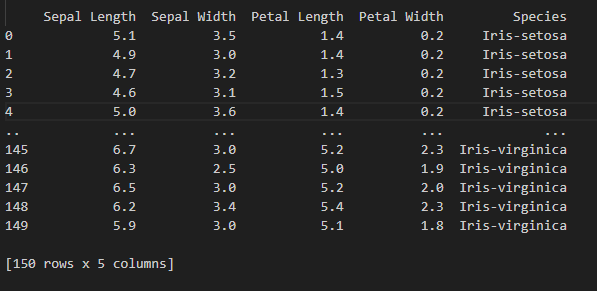 Sepal Length Sepal Width Petal Length Petal Width Species
0 5.1 3.5 1.4 0.2 Iris-setosa
1 4.9 3.0 1.4 0.2 Iris-setosa
2 4.7 3.2 1.3 0.2 Iris-setosa
3 4.6 3.1 1.5 0.2 Iris-setosa
4 5.0 3.6 1.4 0.2 Iris-setosa
.. ... ... ... ... ...
145 6.7 3.0 5.2 2.3 Iris-virginica
146 6.3 2.5 5.0 1.9 Iris-virginica
147 6.5 3.0 5.2 2.0 Iris-virginica
148 6.2 3.4 5.4 2.3 Iris-virginica
149 5.9 3.0 5.1 1.8 Iris-virginica
[150 rows x 5 columns]